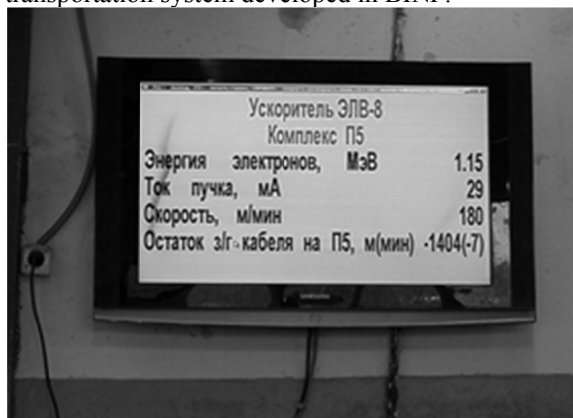 transportation system developed in BINP.
Ускоритель ЭЛВ-8
Комплекс П5
Энергия электронов, МэВ 1.15
Ток пучка, мА 29
Скорость, м/мин 180
Остаток з/г кабеля на П5, м(мин) -1404(-7)
SAMSUNG